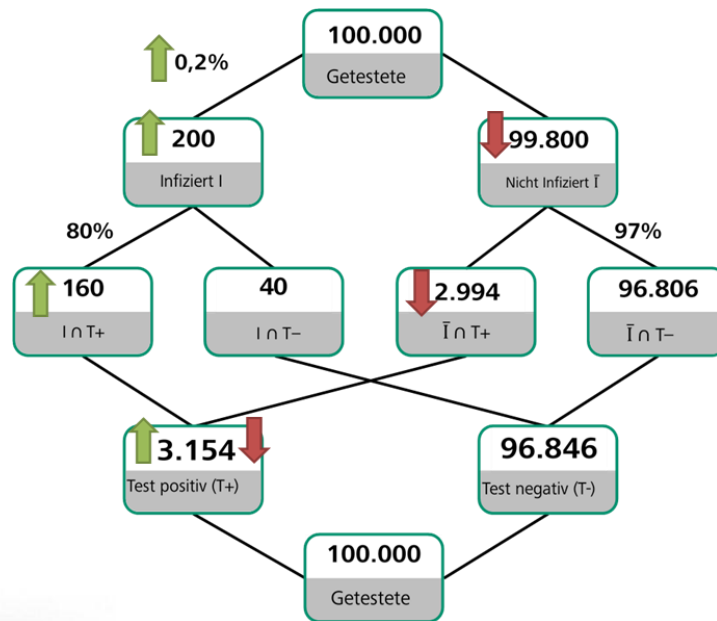 100.000
Getestete
0,2%
200
Infiziert I
99.800
Nicht Infiziert Ī
80%
97%
160
I ∩ T+
40
I ∩ T−
2.994
Ī ∩ T+
96.806
Ī ∩ T−
3.154
Test positiv (T+)
96.846
Test negativ (T-)
100.000
Getestete